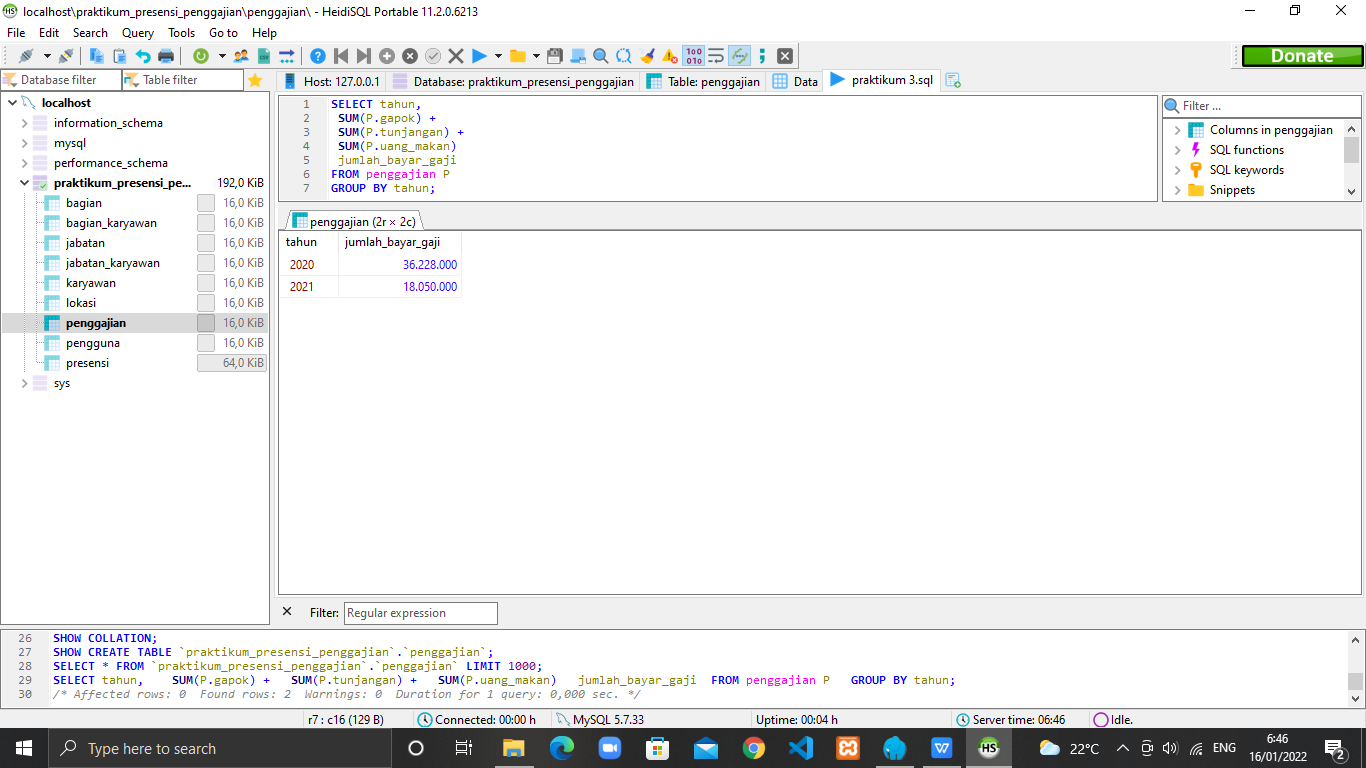 localhost\praktikum_presensi_penggajian\penggajian\ - HeidiSQL Portable 11.2.0.6213
File Edit Search Query Tools Go to Help
Donate
Database filter Table filter
Host: 127.0.0.1 Database: praktikum_presensi_penggajian Table: penggajian Data praktikum 3.sql
localhost
information_schema
mysql
performance_schema
praktikum_presensi_pe... 192,0 KiB
bagian 16,0 KiB
bagian_karyawan 16,0 KiB
jabatan 16,0 KiB
jabatan_karyawan 16,0 KiB
karyawan 16,0 KiB
lokasi 16,0 KiB
penggajian 16,0 KiB
pengguna 16,0 KiB
presensi 64,0 KiB
sys
1 SELECT tahun,
2 SUM(P.gapok) +
3 SUM(P.tunjangan) +
4 SUM(P.uang_makan)
5 jumlah_bayar_gaji
6 FROM penggajian P
7 GROUP BY tahun;
Filter ...
Columns in penggajian
SQL functions
SQL keywords
Snippets
penggajian (2r × 2c)
tahun jumlah_bayar_gaji
2020 36.228.000
2021 18.050.000
Filter: Regular expression
26 SHOW COLLATION;
27 SHOW CREATE TABLE `praktikum_presensi_penggajian`.`penggajian`;
28 SELECT * FROM `praktikum_presensi_penggajian`.`penggajian` LIMIT 1000;
29 SELECT tahun, SUM(P.gapok) + SUM(P.tunjangan) + SUM(P.uang_makan) jumlah_bayar_gaji FROM penggajian P GROUP BY tahun;
30 /* Affected rows: 0 Found rows: 2 Warnings: 0 Duration for 1 query: 0,000 sec. */
r7 : c16 (129 B) Connected: 00:00 h MySQL 5.7.33 Uptime: 00:04 h Server time: 06:46 Idle.
Type here to search
22°C ENG
6:46
16/01/2022
2